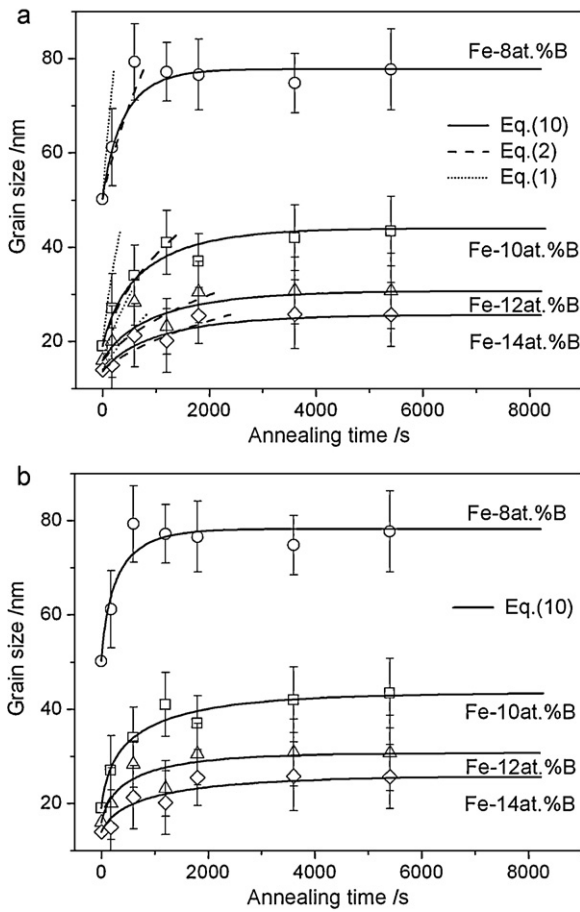 a
80
Fe-8at.%B
Eq.(10)
Eq.(2)
Eq.(1)
60
Grain size /nm
40
Fe-10at.%B
Fe-12at.%B
20
Fe-14at.%B
0 2000 4000 6000 8000
Annealing time /s
b
Fe-8at.%B
80
Eq.(10)
60
Grain size /nm
40
Fe-10at.%B
Fe-12at.%B
20
Fe-14at.%B
0 2000 4000 6000 8000
Annealing time /s